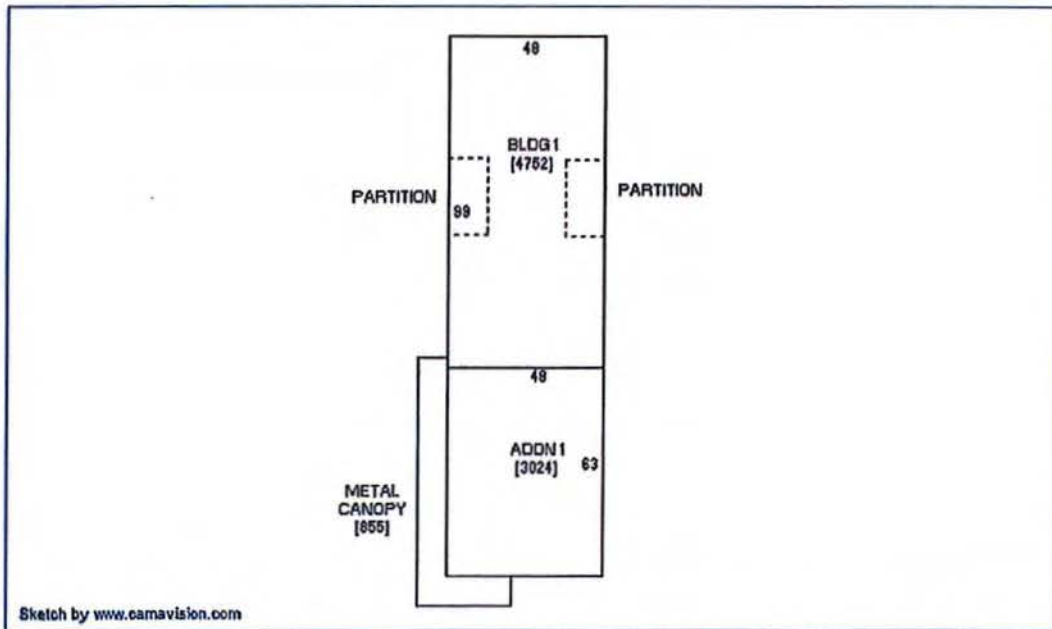 48
BLDG1
[4752]
PARTITION
PARTITION
99
48
ADDN1
[3024]
63
METAL
CANOPY
[855]
Sketch by www.camavision.com